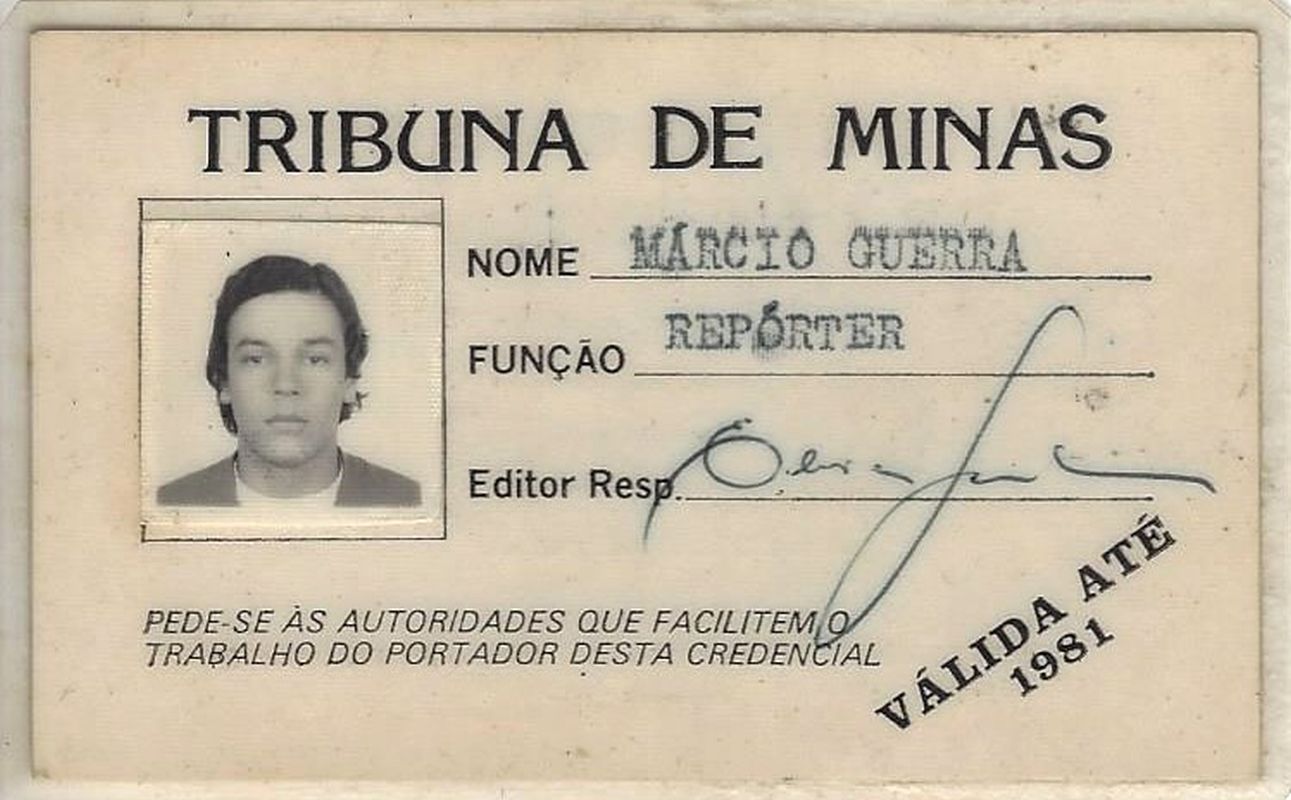 TRIBUNA DE MINAS
NOME MÁRCIO GUERRA
FUNÇÃO REPÓRTER
Editor Resp.
PEDE-SE ÀS AUTORIDADES QUE FACILITEM O
TRABALHO DO PORTADOR DESTA CREDENCIAL
VÁLIDA ATÉ
1981